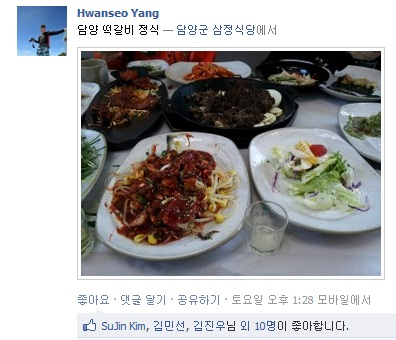 Hwanseo Yang
담양 떡갈비 정식 — 담양군 삼정식당에서
좋아요 · 댓글 달기 · 공유하기 · 토요일 오후 1:28 모바일에서
SuJin Kim, 김민선, 김진우님 외 10명이 좋아합니다.